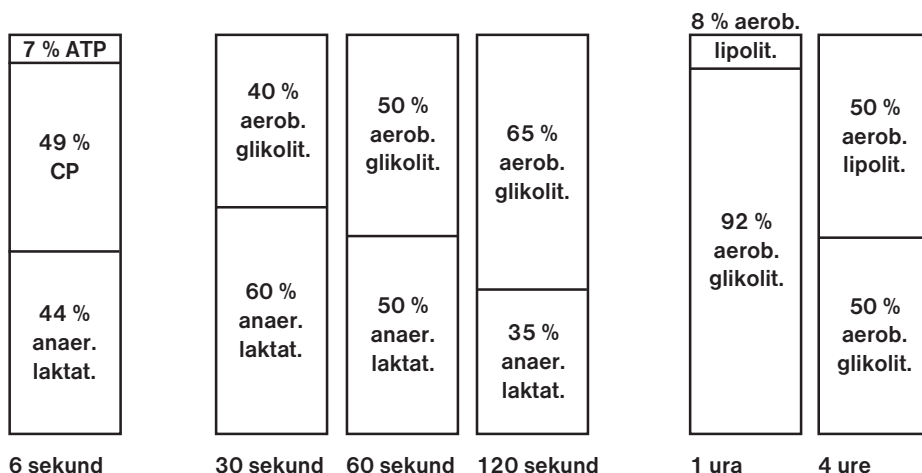 7 % ATP
49 %
CP
44 %
anaer.
laktat.
6 sekund
40 %
aerob.
glikolit.
60 %
anaer.
laktat.
30 sekund
50 %
aerob.
glikolit.
50 %
anaer.
laktat.
60 sekund
65 %
aerob.
glikolit.
35 %
anaer.
laktat.
120 sekund
8 % aerob.
lipolit.
92 %
aerob.
glikolit.
1 ura
50 %
aerob.
lipolit.
50 %
aerob.
glikolit.
4 ure